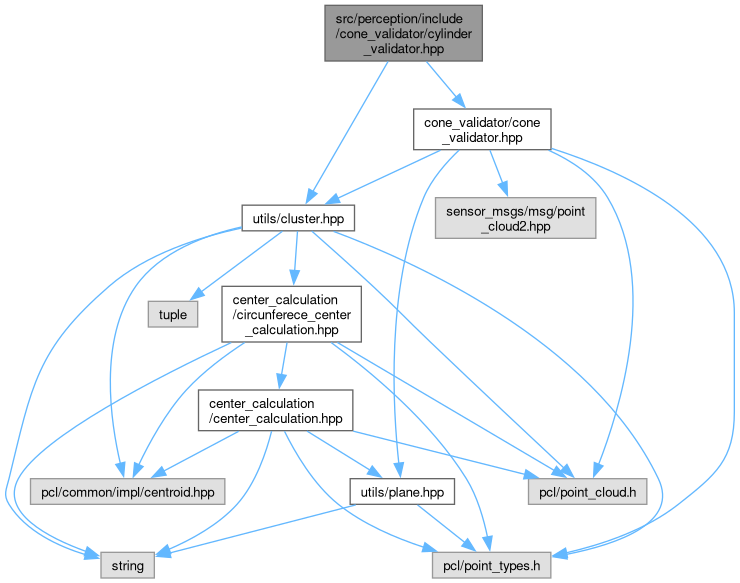 src/perception/include
/cone_validator/cylinder
_validator.hpp
cone_validator/cone
_validator.hpp
utils/cluster.hpp
sensor_msgs/msg/point
_cloud2.hpp
tuple
center_calculation
/circunferece_center
_calculation.hpp
center_calculation
/center_calculation.hpp
pcl/common/impl/centroid.hpp
utils/plane.hpp
pcl/point_cloud.h
string
pcl/point_types.h